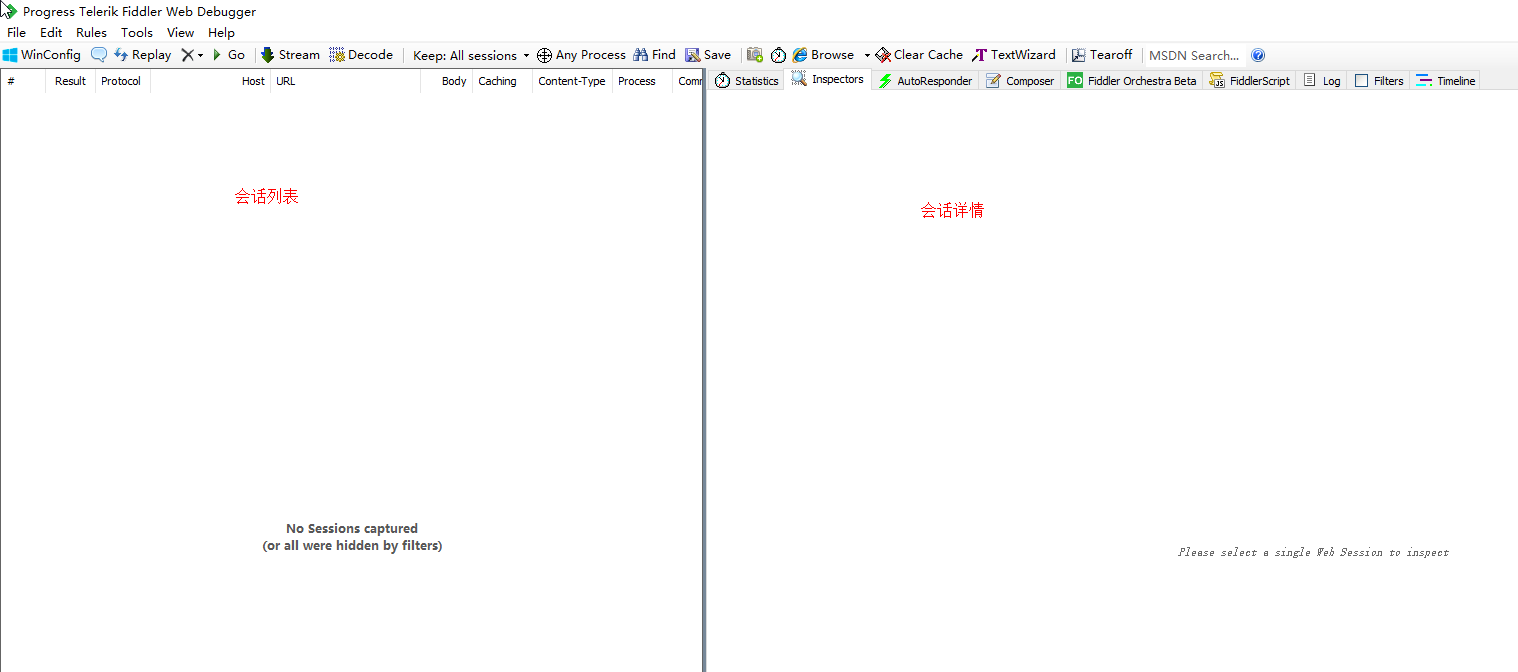 Progress Telerik Fiddler Web Debugger
File Edit Rules Tools View Help
WinConfig Replay Go Stream Decode Keep: All sessions Any Process Find Save Browse Clear Cache TextWizard Tearoff MSDN Search...
# Result Protocol Host URL Body Caching Content-Type Process Comm
Statistics Inspectors AutoResponder Composer FO Fiddler Orchestra Beta FiddlerScript Log Filters Timeline
会话列表
会话详情
No Sessions captured
(or all were hidden by filters)
Please select a single Web Session to inspect